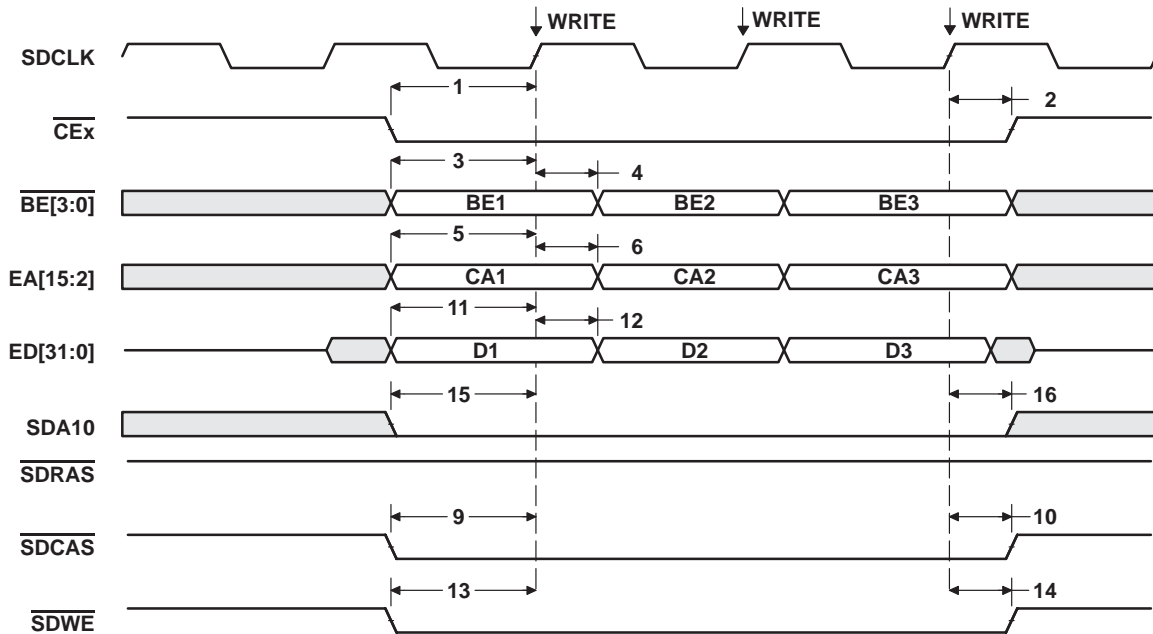 WRITE WRITE WRITE
SDCLK
1 2
CEx
3 4
BE[3:0] BE1 BE2 BE3
5 6
EA[15:2] CA1 CA2 CA3
11 12
ED[31:0] D1 D2 D3
15 16
SDA10
SDRAS
9 10
SDCAS
13 14
SDWE